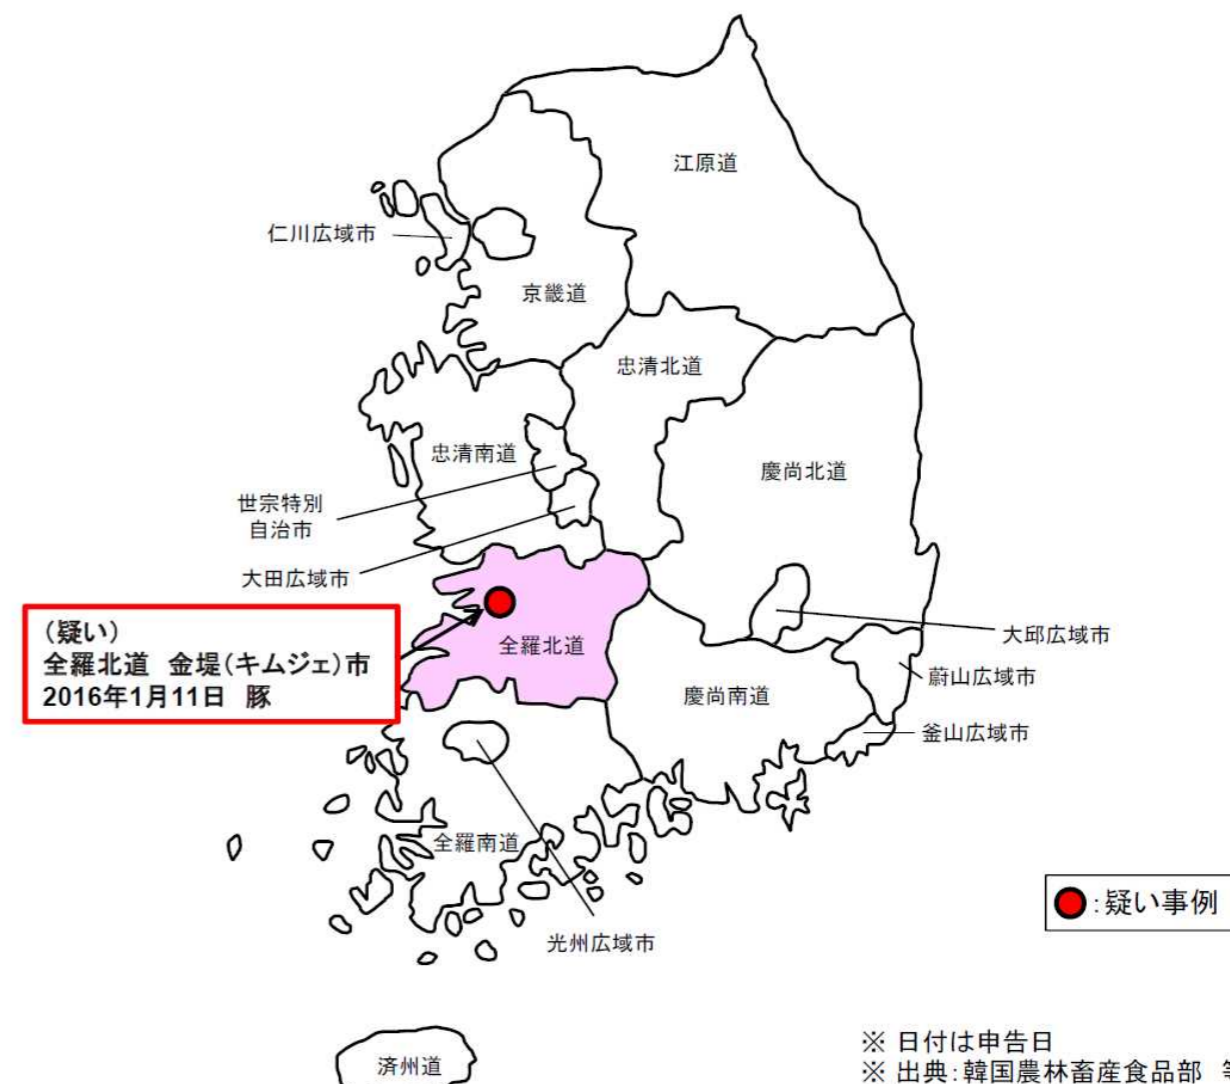 江原道
仁川広域市
京畿道
忠清北道
忠清南道
慶尚北道
世宗特別
自治市
大田広域市
(疑い)
全羅北道　金堤(キムジェ)市
2016年1月11日　豚
全羅北道
大邱広域市
蔚山広域市
慶尚南道
釜山広域市
全羅南道
:疑い事例
光州広域市
済州道
※ 日付は申告日
※ 出典:韓国農林畜産食品部